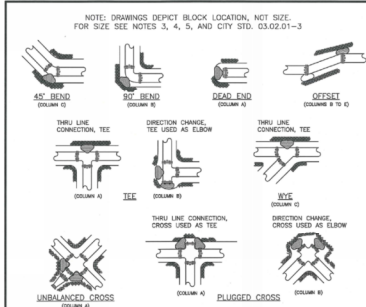 NOTE: DRAWINGS DEPICT BLOCK LOCATION, NOT SIZE.
FOR SIZE SEE NOTES 3, 4, 5, AND CITY STD. 03.02.01-3
45° BEND
(COLUMN C)
90° BEND
(COLUMN B)
DEAD END
(COLUMN A)
OFFSET
(COLUMNS B TO E)
THRU LINE
CONNECTION, TEE
(COLUMN A)
DIRECTION CHANGE,
TEE USED AS ELBOW
(COLUMN B)
TEE
THRU LINE
CONNECTION, TEE
WYE
(COLUMN C)
UNBALANCED CROSS
(COLUMN A)
THRU LINE CONNECTION,
CROSS USED AS TEE
(COLUMN A)
DIRECTION CHANGE,
CROSS USED AS ELBOW
(COLUMN B)
PLUGGED CROSS